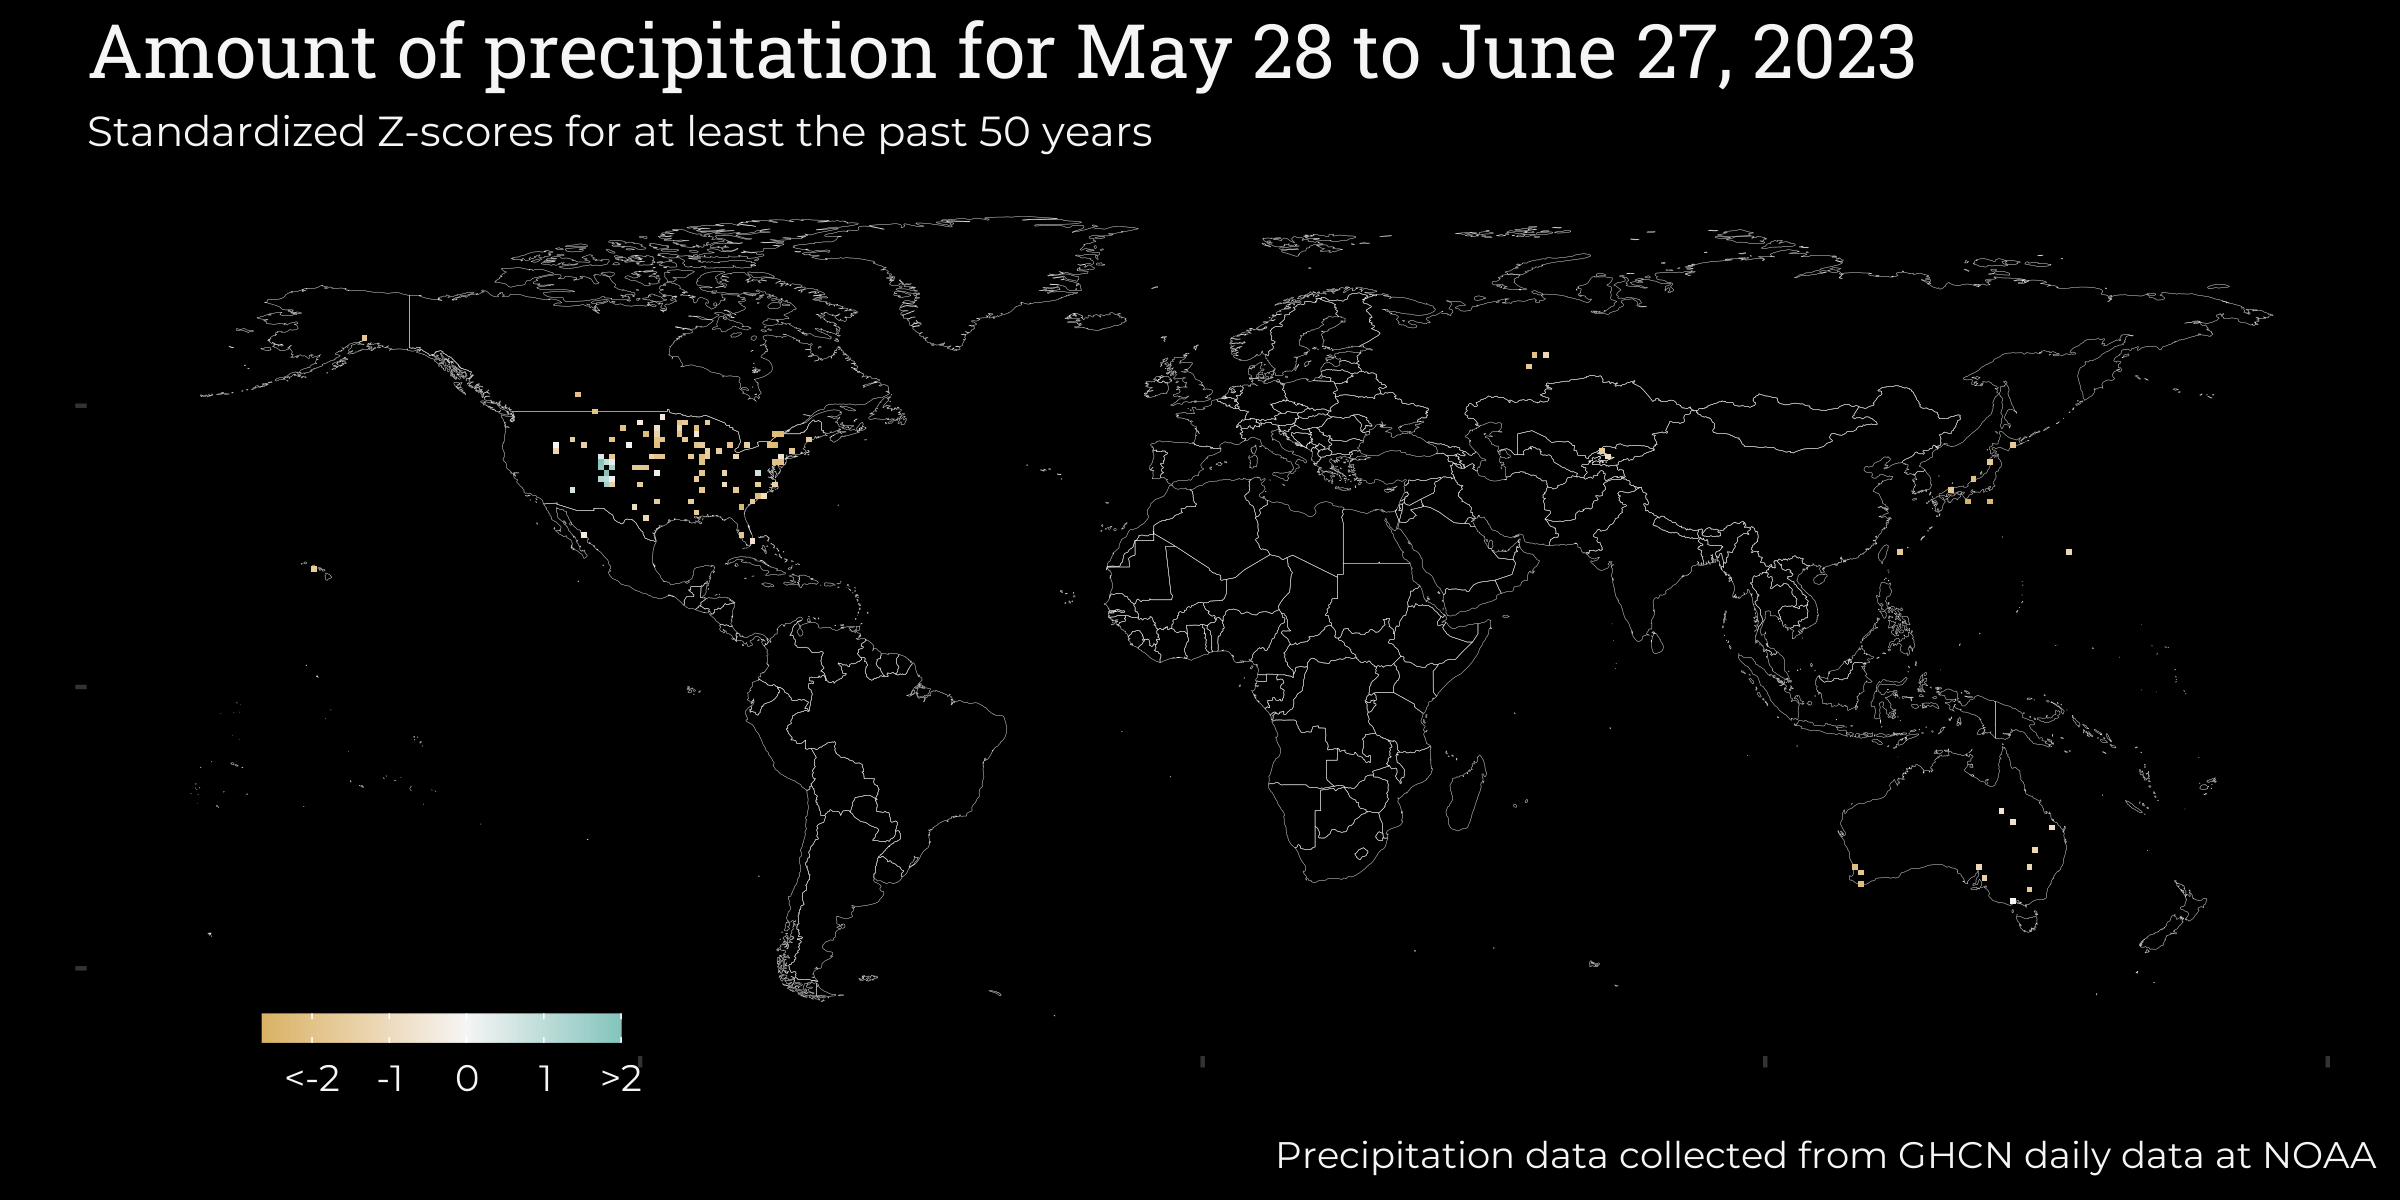 Amount of precipitation for May 28 to June 27, 2023
Standardized Z-scores for at least the past 50 years
<-2 -1 0 1 >2
Precipitation data collected from GHCN daily data at NOAA